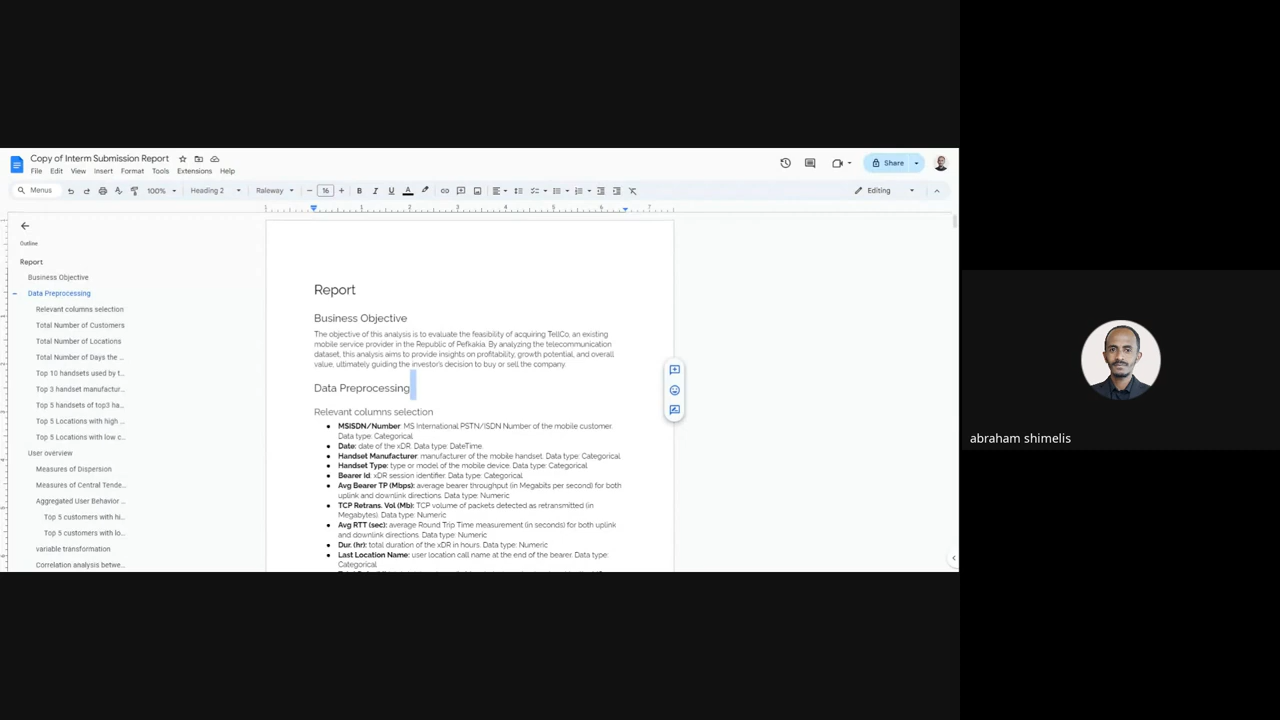 Copy of Interm Submission Report
File Edit View Insert Format Tools Extensions Help
Share
Menus
100%
Heading 2
Raleway
16
Editing
1 1 2 3 4 5 6 7
Outline
Report
Business Objective
Data Preprocessing
Relevant columns selection
Total Number of Customers
Total Number of Locations
Total Number of Days the ...
Top 10 handsets used by t...
Top 3 handset manufactur...
Top 5 handsets of top3 ha...
Top 5 Locations with high ...
Top 5 Locations with low c...
User overview
Measures of Dispersion
Measures of Central Tende...
Aggregated User Behavior ...
Top 5 customers with hi...
Top 5 customers with lo...
variable transformation
Correlation analysis betwe...
Report
Business Objective
The objective of this analysis is to evaluate the feasibility of acquiring TellCo, an existing
mobile service provider in the Republic of Pefkakia. By analyzing the telecommunication
dataset, this analysis aims to provide insights on profitability, growth potential, and overall
value, ultimately guiding the investor's decision to buy or sell the company.
Data Preprocessing
Relevant columns selection
● MSISDN/Number: MS International PSTN/ISDN Number of the mobile customer.
Data type: Categorical
● Date: date of the xDR. Data type: DateTime.
● Handset Manufacturer: manufacturer of the mobile handset. Data type: Categorical
● Handset Type: type or model of the mobile device. Data type: Categorical
● Bearer Id: xDR session identifier. Data type: Categorical
● Avg Bearer TP (Mbps): average bearer throughput (in Megabits per second) for both
uplink and downlink directions. Data type: Numeric
● TCP Retrans. Vol (Mb): TCP volume of packets detected as retransmitted (in
Megabytes). Data type: Numeric
● Avg RTT (sec): average Round Trip Time measurement (in seconds) for both uplink
and downlink directions. Data type: Numeric
● Dur. (hr): total duration of the xDR in hours. Data type: Numeric
● Last Location Name: user location call name at the end of the bearer. Data type:
Categorical
abraham shimelis